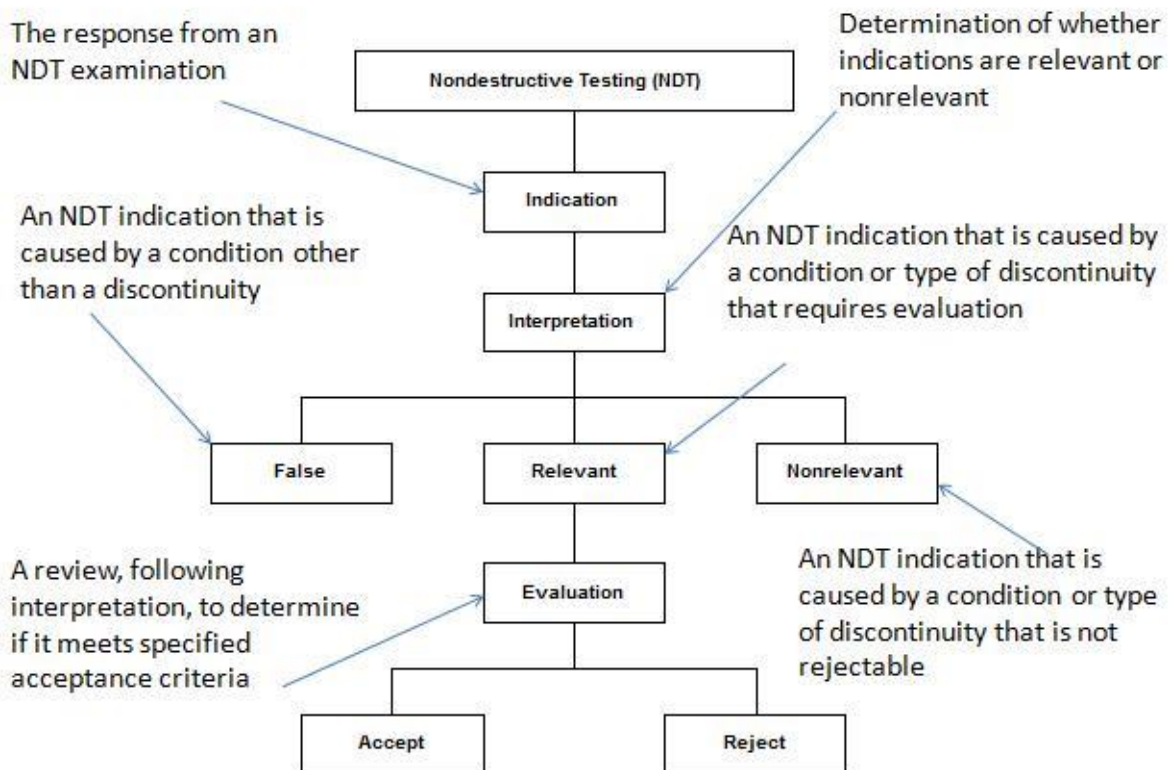 The response from an
NDT examination
Determination of whether
indications are relevant or
nonrelevant
Nondestructive Testing (NDT)
Indication
An NDT indication that is
caused by a condition other
than a discontinuity
An NDT indication that is caused by
a condition or type of discontinuity
that requires evaluation
Interpretation
False
Relevant
Nonrelevant
A review, following
interpretation, to determine
if it meets specified
acceptance criteria
Evaluation
An NDT indication that is
caused by a condition or type
of discontinuity that is not
rejectable
Accept
Reject